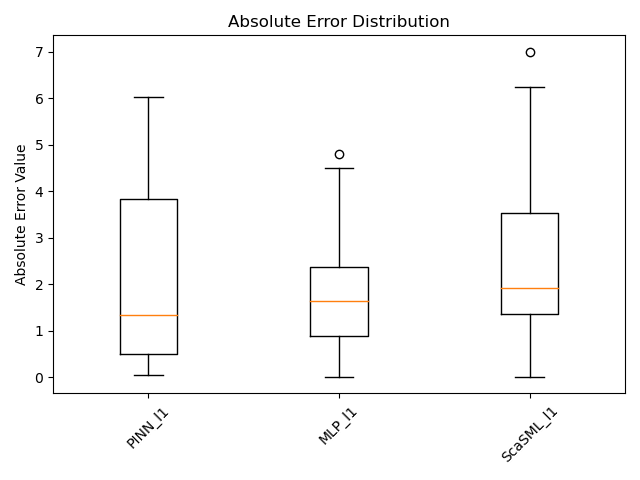 Absolute Error Distribution
Absolute Error Value
7
6
5
4
3
2
1
0
PINN_l1
MLP_l1
ScaSML_l1